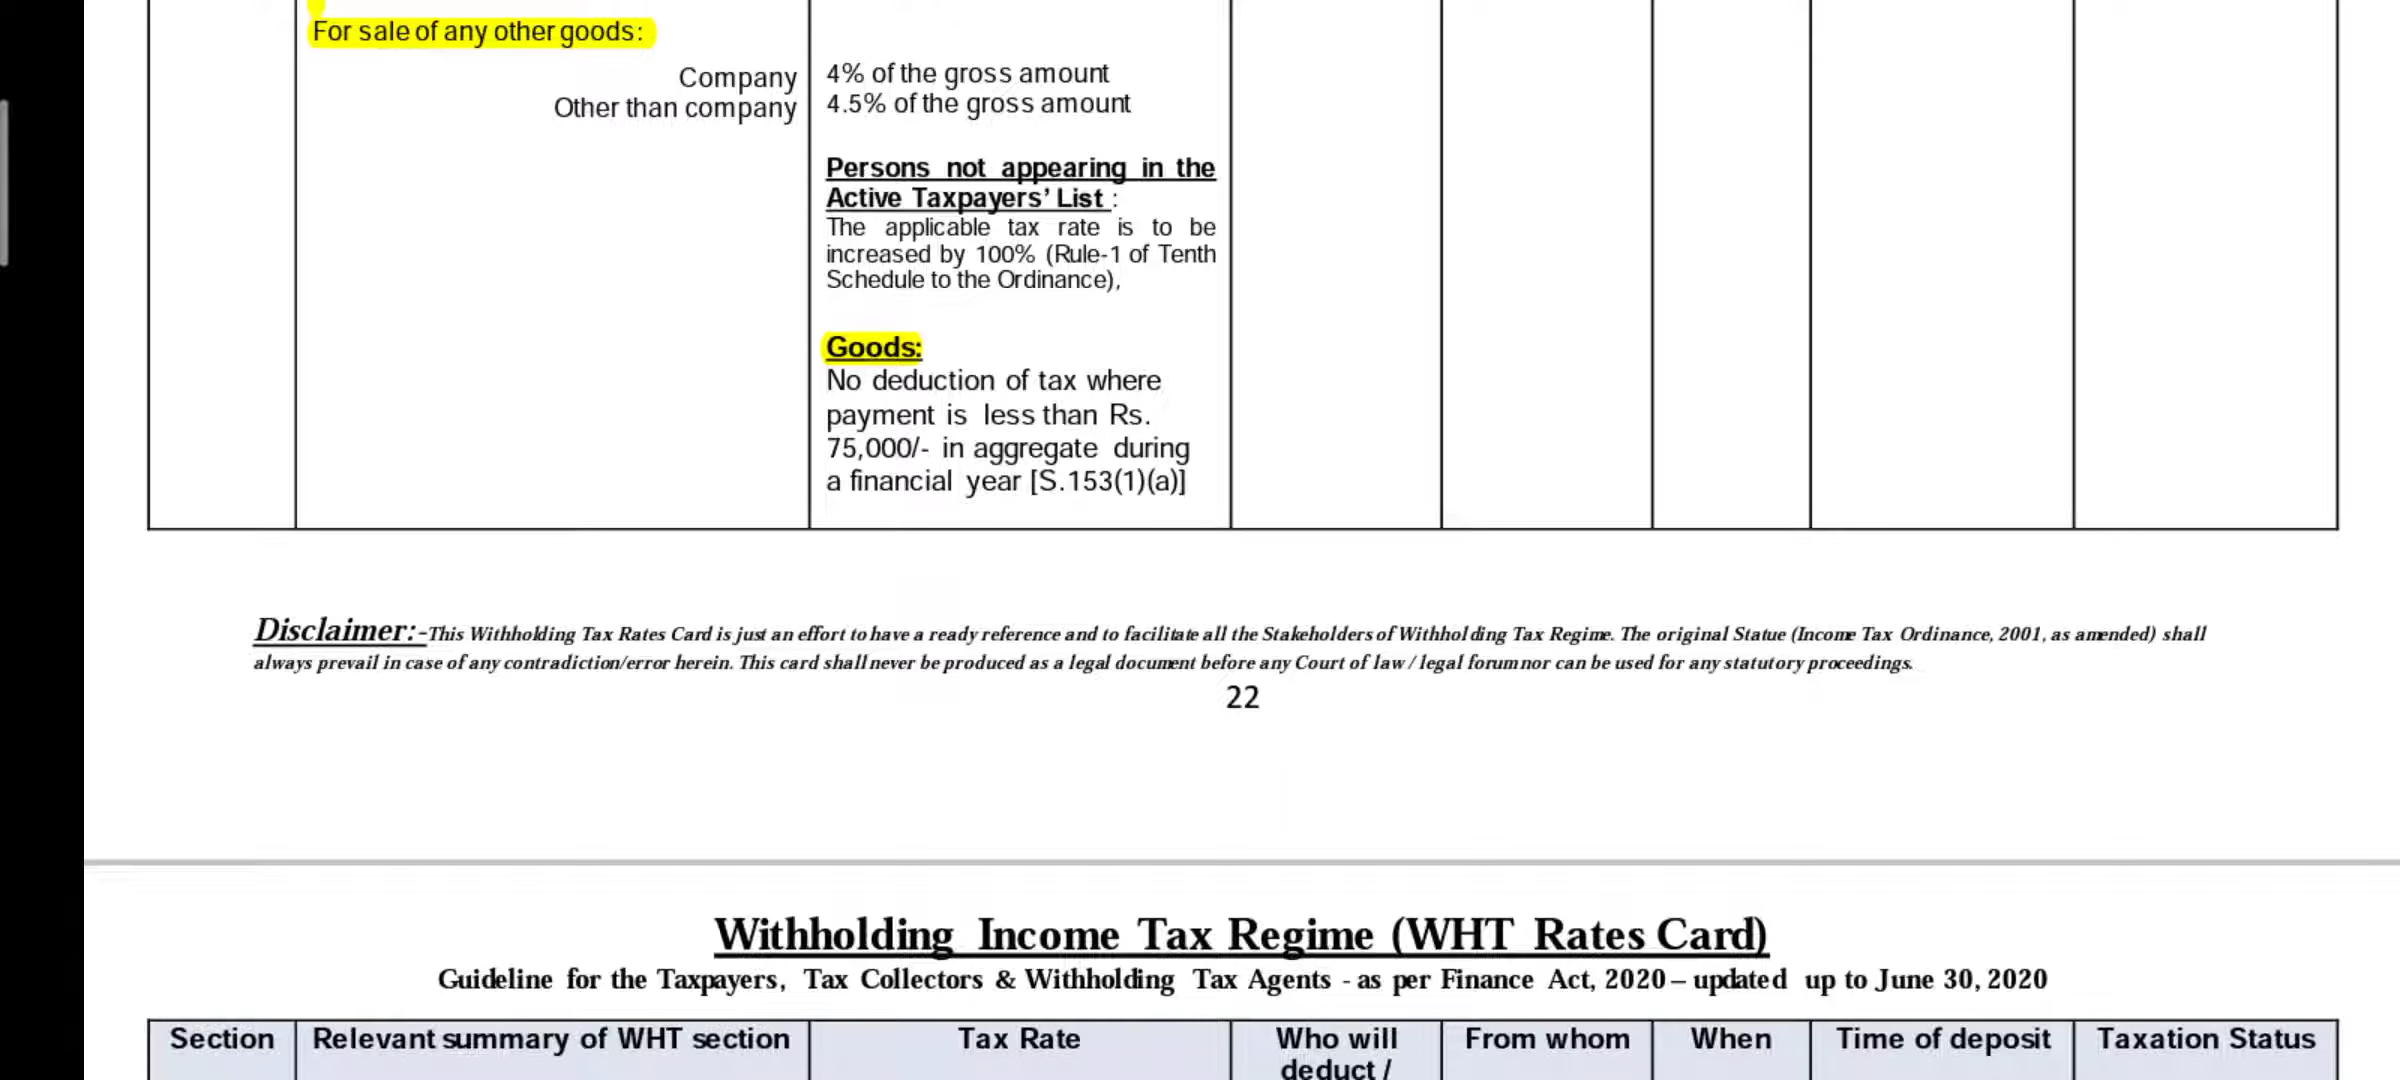 For sale of any other goods:
Company
Other than company
4% of the gross amount
4.5% of the gross amount
Persons not appearing in the
Active Taxpayers' List :
The applicable tax rate is to be
increased by 100% (Rule-1 of Tenth
Schedule to the Ordinance),
Goods:
No deduction of tax where
payment is less than Rs.
75,000/- in aggregate during
a financial year [S.153(1)(a)]
Disclaimer:-This Withholding Tax Rates Card is just an effort to have a ready reference and to facilitate all the Stakeholders of Withholding Tax Regime. The original Statue (Income Tax Ordinance, 2001, as amended) shall
always prevail in case of any contradiction/error herein. This card shall never be produced as a legal document before any Court of law / legal forum nor can be used for any statutory proceedings.
22
Withholding Income Tax Regime (WHT Rates Card)
Guideline for the Taxpayers, Tax Collectors & Withholding Tax Agents - as per Finance Act, 2020 – updated up to June 30, 2020
Section
Relevant summary of WHT section
Tax Rate
Who will
deduct /
From whom
When
Time of deposit
Taxation Status